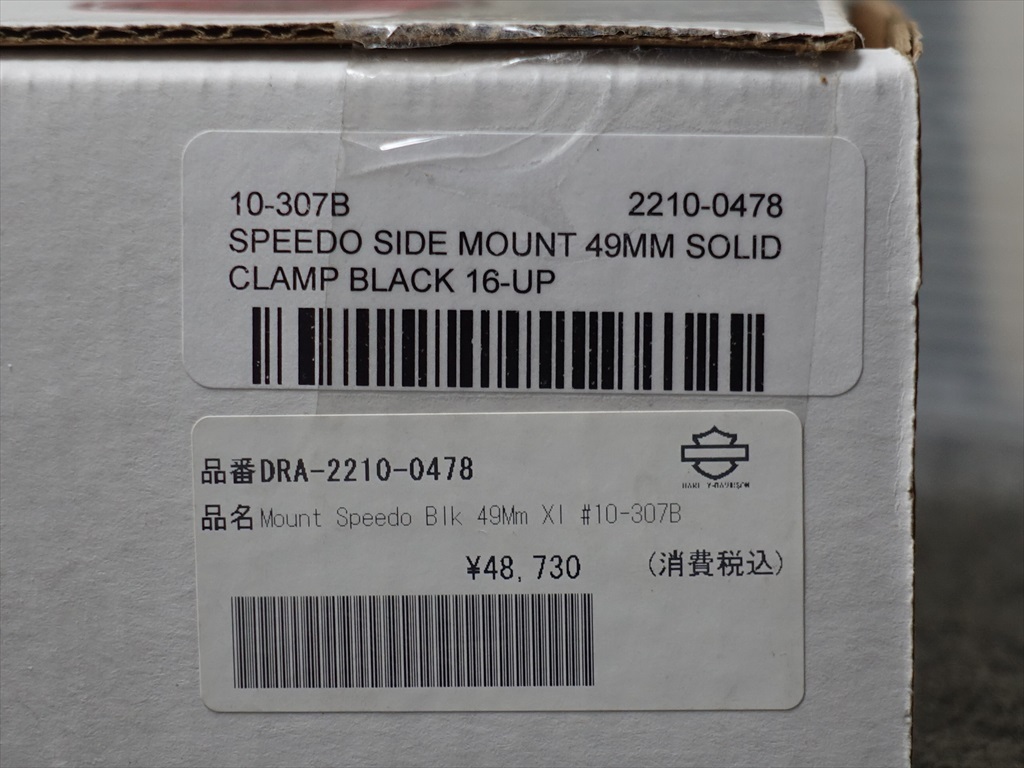 10-307B 2210-0478
SPEEDO SIDE MOUNT 49MM SOLID
CLAMP BLACK 16-UP
品番DRA-2210-0478
HARLEY-DAVIDSON
品名Mount Speedo Blk 49Mm Xl #10-307B
¥48,730 (消費税込)